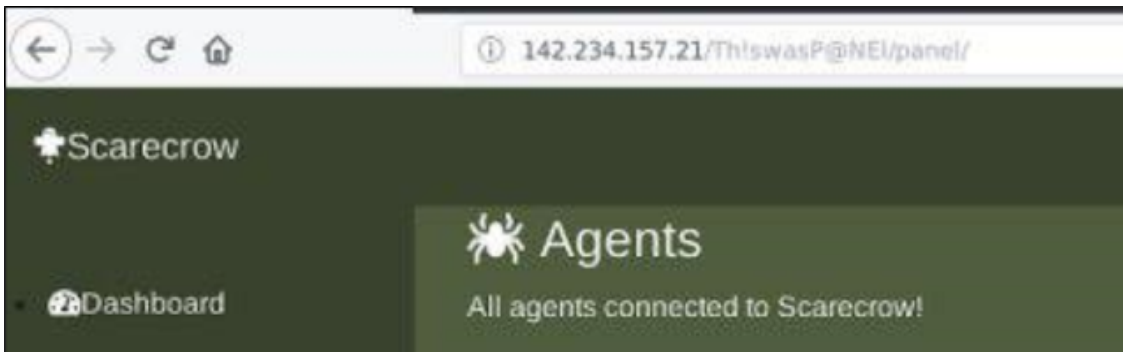 142.234.157.21/Th!swasP@NEl/panel/
Scarecrow
Agents
Dashboard
All agents connected to Scarecrow!